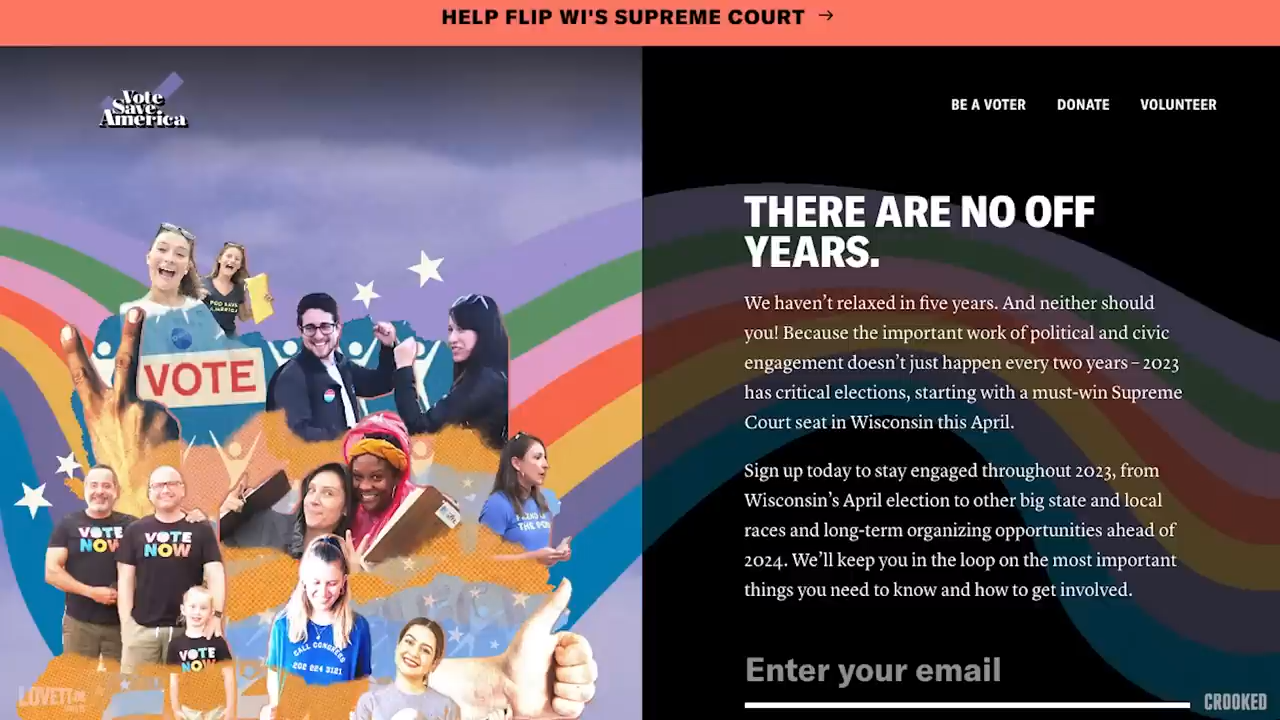 HELP FLIP WI'S SUPREME COURT →
Vote
Save
America
BE A VOTER DONATE VOLUNTEER
THERE ARE NO OFF
YEARS.
We haven’t relaxed in five years. And neither should
you! Because the important work of political and civic
engagement doesn’t just happen every two years – 2023
has critical elections, starting with a must-win Supreme
Court seat in Wisconsin this April.
Sign up today to stay engaged throughout 2023, from
Wisconsin’s April election to other big state and local
races and long-term organizing opportunities ahead of
2024. We’ll keep you in the loop on the most important
things you need to know and how to get involved.
Enter your email
POD SAVE
AMERICA
VOTE
VOTE
NOW
VOTE
NOW
THE POD
VOTE
NOW
CALL CONGRESS
202 224 3121
LOVETT
CROOKED